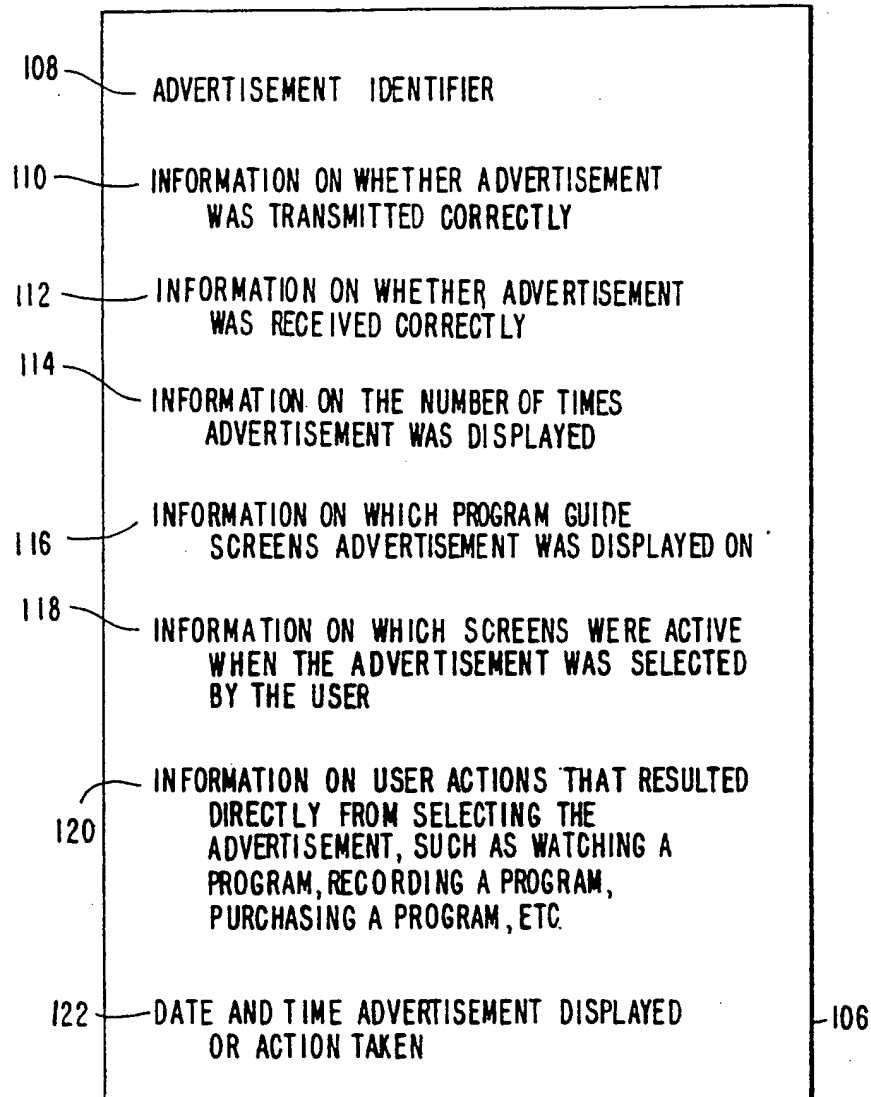 108
ADVERTISEMENT IDENTIFIER
110
INFORMATION ON WHETHER ADVERTISEMENT
WAS TRANSMITTED CORRECTLY
112
INFORMATION ON WHETHER ADVERTISEMENT
WAS RECEIVED CORRECTLY
114
INFORMATION ON THE NUMBER OF TIMES
ADVERTISEMENT WAS DISPLAYED
116
INFORMATION ON WHICH PROGRAM GUIDE
SCREENS ADVERTISEMENT WAS DISPLAYED ON
118
INFORMATION ON WHICH SCREENS WERE ACTIVE
WHEN THE ADVERTISEMENT WAS SELECTED
BY THE USER
120
INFORMATION ON USER ACTIONS THAT RESULTED
DIRECTLY FROM SELECTING THE
ADVERTISEMENT, SUCH AS WATCHING A
PROGRAM, RECORDING A PROGRAM,
PURCHASING A PROGRAM, ETC.
122
DATE AND TIME ADVERTISEMENT DISPLAYED
OR ACTION TAKEN
106